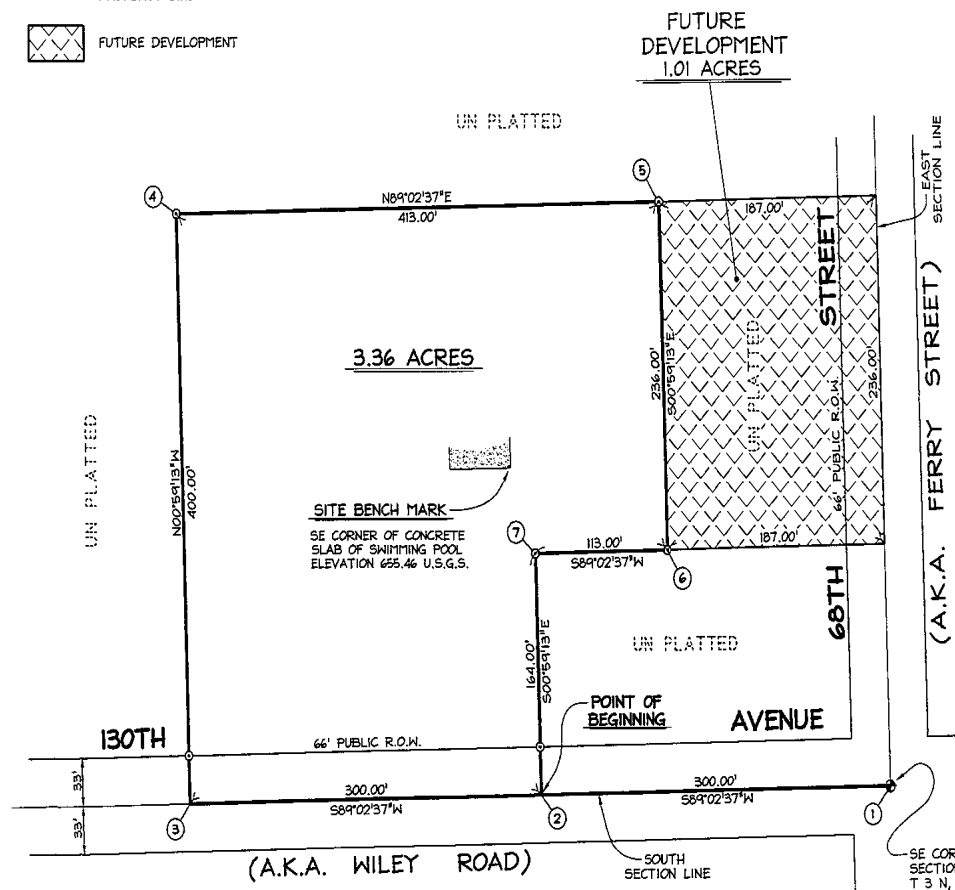 FUTURE DEVELOPMENT
FUTURE
DEVELOPMENT
1.01 ACRES
UN PLATTED
EAST
SECTION LINE
4
N89°02'37"E
413.00'
5
187.00'
STREET
(A.K.A. FERRY STREET)
3.36 ACRES
236.00'
S00°59'13"E
UN PLATTED
66' PUBLIC R.O.W.
236.00'
UN PLATTED
N00°59'13"W
400.00'
SITE BENCH MARK
SE CORNER OF CONCRETE
SLAB OF SWIMMING POOL
ELEVATION 655.46 U.S.G.S.
7
113.00'
S89°02'37"W
6
187.00'
68TH
UN PLATTED
164.00'
S00°59'13"E
POINT OF
BEGINNING
130TH
66' PUBLIC R.O.W.
AVENUE
33'
33'
300.00'
S89°02'37"W
300.00'
S89°02'37"W
3
2
1
(A.K.A. WILEY ROAD)
SOUTH
SECTION LINE
SE COR
SECTION
T 3 N,